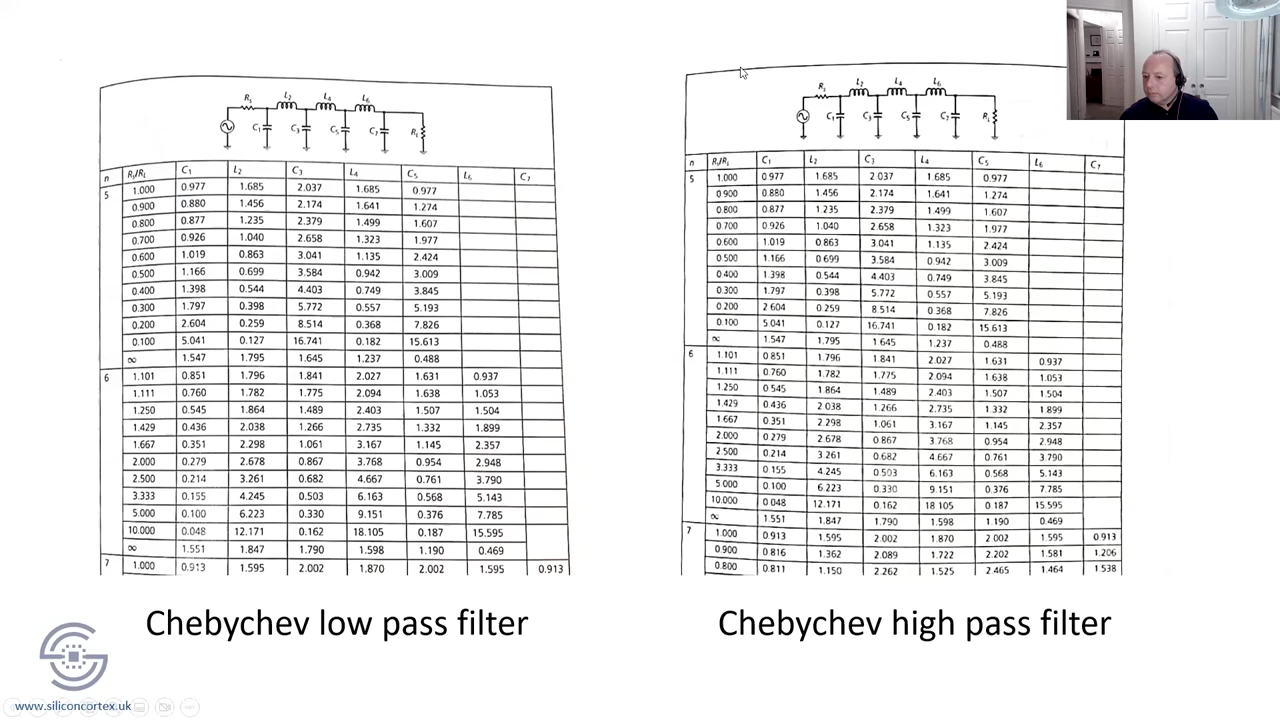 Rs L2 L4 L6
C1 C3 C5 C7 RL
n Rs/RL C1 L2 C3 L4 C5 L6 C7
5 1.000 0.977 1.685 2.037 1.685 0.977
0.900 0.880 1.456 2.174 1.641 1.274
0.800 0.877 1.235 2.379 1.499 1.607
0.700 0.926 1.040 2.658 1.323 1.977
0.600 1.019 0.863 3.041 1.135 2.424
0.500 1.166 0.699 3.584 0.942 3.009
0.400 1.398 0.544 4.403 0.749 3.845
0.300 1.797 0.398 5.772 0.557 5.193
0.200 2.604 0.259 8.514 0.368 7.826
0.100 5.041 0.127 16.741 0.182 15.613
∞ 1.547 1.795 1.645 1.237 0.488
6 1.101 0.851 1.796 1.841 2.027 1.631 0.937
1.111 0.760 1.782 1.775 2.094 1.638 1.053
1.250 0.545 1.864 1.489 2.403 1.507 1.504
1.429 0.436 2.038 1.266 2.735 1.332 1.899
1.667 0.351 2.298 1.061 3.167 1.145 2.357
2.000 0.279 2.678 0.867 3.768 0.954 2.948
2.500 0.214 3.261 0.682 4.667 0.761 3.790
3.333 0.155 4.245 0.503 6.163 0.568 5.143
5.000 0.100 6.223 0.330 9.151 0.376 7.785
10.000 0.048 12.171 0.162 18.105 0.187 15.595
∞ 1.551 1.847 1.790 1.598 1.190 0.469
7 1.000 0.913 1.595 2.002 1.870 2.002 1.595 0.913
Chebychev low pass filter
Rs L2 L4 L6
C1 C3 C5 C7 RL
n Rs/RL C1 L2 C3 L4 C5 L6 C7
5 1.000 0.977 1.685 2.037 1.685 0.977
0.900 0.880 1.456 2.174 1.641 1.274
0.800 0.877 1.235 2.379 1.499 1.607
0.700 0.926 1.040 2.658 1.323 1.977
0.600 1.019 0.863 3.041 1.135 2.424
0.500 1.166 0.699 3.584 0.942 3.009
0.400 1.398 0.544 4.403 0.749 3.845
0.300 1.797 0.398 5.772 0.557 5.193
0.200 2.604 0.259 8.514 0.368 7.826
0.100 5.041 0.127 16.741 0.182 15.613
∞ 1.547 1.795 1.645 1.237 0.488
6 1.101 0.851 1.796 1.841 2.027 1.631 0.937
1.111 0.760 1.782 1.775 2.094 1.638 1.053
1.250 0.545 1.864 1.489 2.403 1.507 1.504
1.429 0.436 2.038 1.266 2.735 1.332 1.899
1.667 0.351 2.298 1.061 3.167 1.145 2.357
2.000 0.279 2.678 0.867 3.768 0.954 2.948
2.500 0.214 3.261 0.682 4.667 0.761 3.790
3.333 0.155 4.245 0.503 6.163 0.568 5.143
5.000 0.100 6.223 0.330 9.151 0.376 7.785
10.000 0.048 12.171 0.162 18.105 0.187 15.595
∞ 1.551 1.847 1.790 1.598 1.190 0.469
7 1.000 0.913 1.595 2.002 1.870 2.002 1.595 0.913
0.900 0.816 1.362 2.089 1.722 2.202 1.581 1.206
0.800 0.811 1.150 2.262 1.525 2.465 1.464 1.538
Chebychev high pass filter
www.siliconcortex.uk